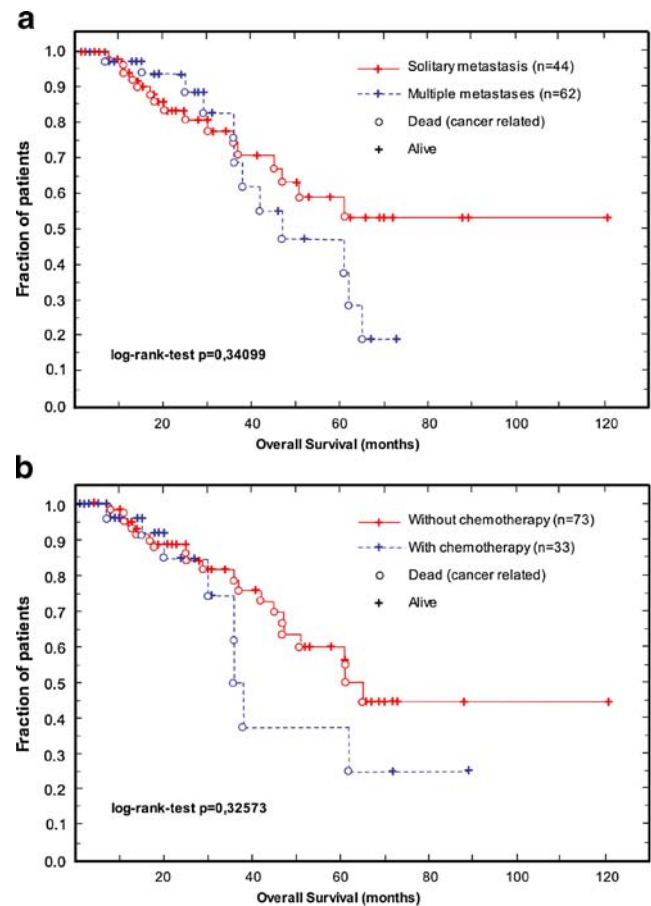 a
1.0
0.9
0.8
0.7
0.6
0.5
0.4
0.3
0.2
0.1
0.0
Fraction of patients
Solitary metastasis (n=44)
Multiple metastases (n=62)
Dead (cancer related)
Alive
log-rank-test p=0,34099
20 40 60 80 100 120
Overall Survival (months)
b
1.0
0.9
0.8
0.7
0.6
0.5
0.4
0.3
0.2
0.1
0.0
Fraction of patients
Without chemotherapy (n=73)
With chemotherapy (n=33)
Dead (cancer related)
Alive
log-rank-test p=0,32573
20 40 60 80 100 120
Overall Survival (months)